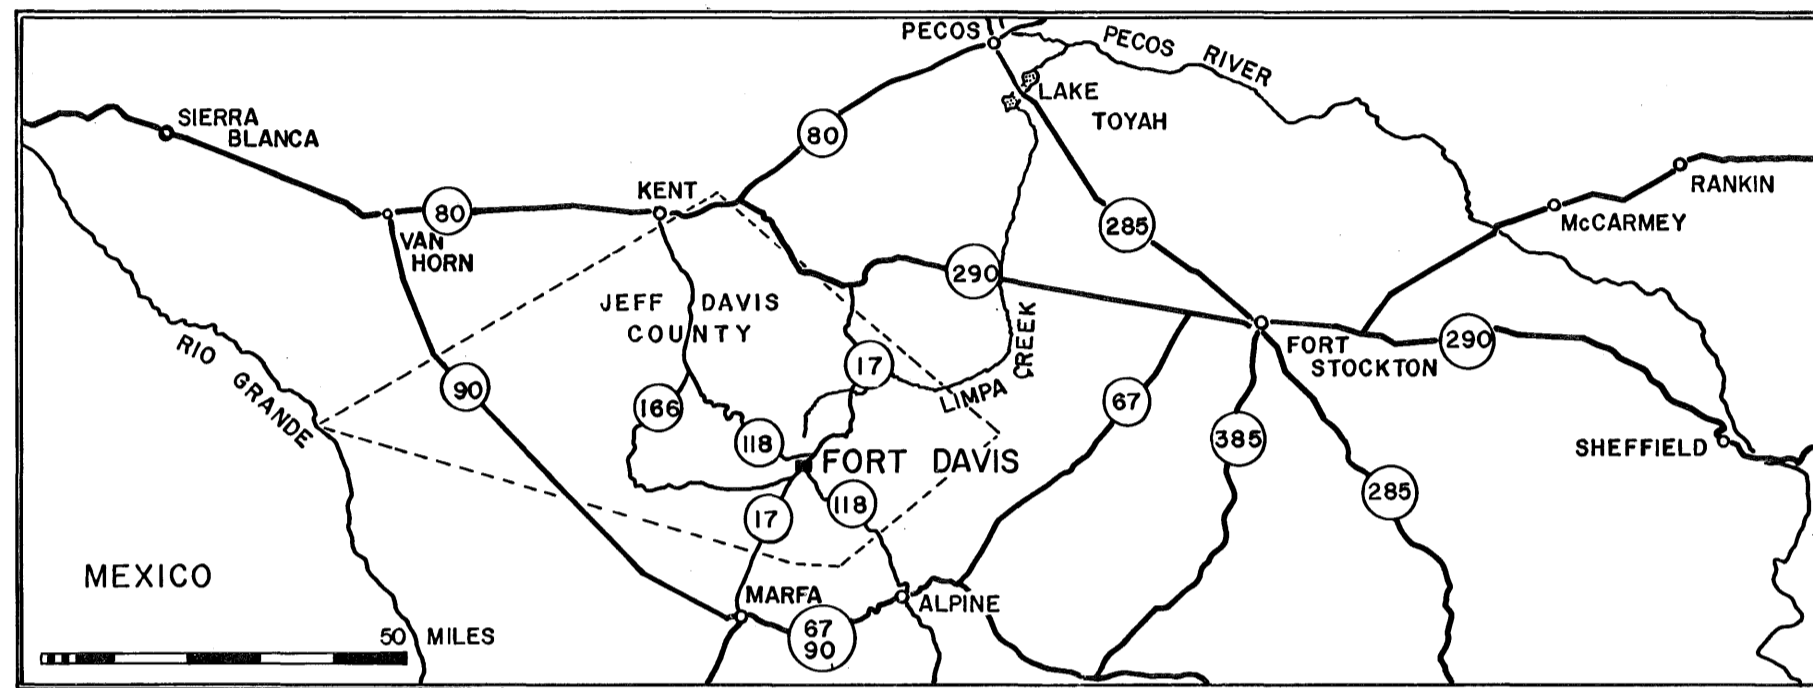 PECOS
PECOS RIVER
LAKE
TOYAH
SIERRA
BLANCA
80
RANKIN
KENT
80
McCARMEY
VAN
HORN
285
290
JEFF DAVIS
COUNTY
CREEK
RIO GRANDE
17
FORT
STOCKTON
290
90
166
LIMPA
67
118
385
SHEFFIELD
FORT DAVIS
285
17
118
MEXICO
MARFA
ALPINE
67
90
50 MILES